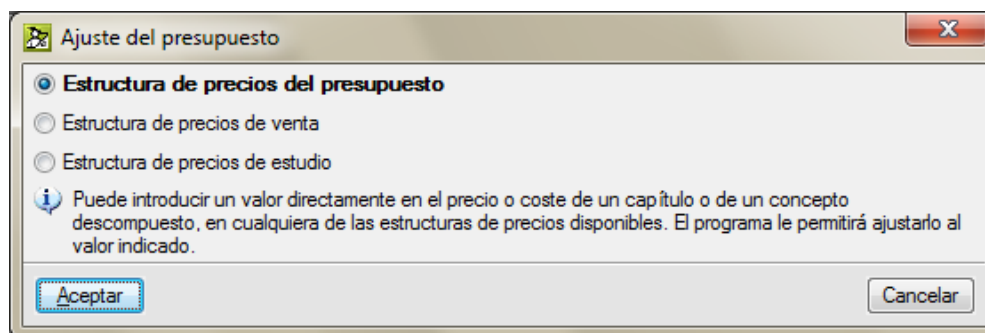 Ajuste del presupuesto
Estructura de precios del presupuesto
Estructura de precios de venta
Estructura de precios de estudio
Puede introducir un valor directamente en el precio o coste de un capítulo o de un concepto
descompuesto, en cualquiera de las estructuras de precios disponibles. El programa le permitirá ajustarlo al
valor indicado.
Aceptar
Cancelar